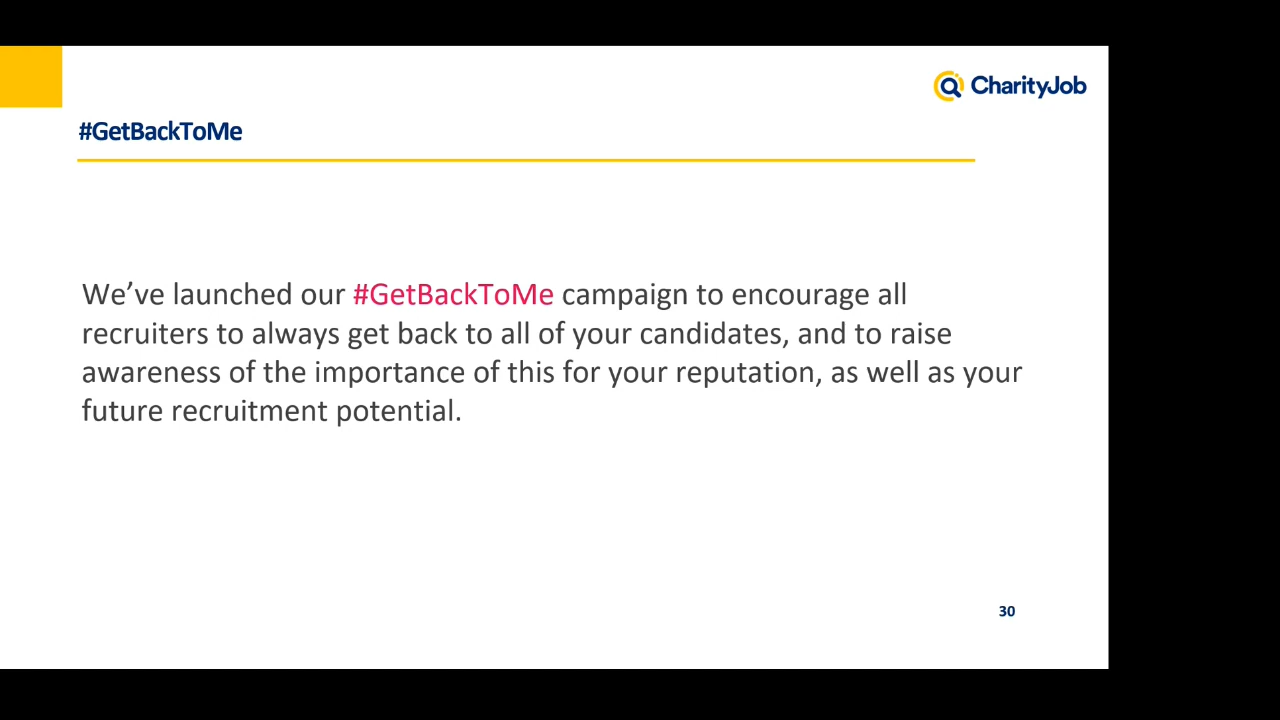 CharityJob
#GetBackToMe
We’ve launched our #GetBackToMe campaign to encourage all
recruiters to always get back to all of your candidates, and to raise
awareness of the importance of this for your reputation, as well as your
future recruitment potential.
30